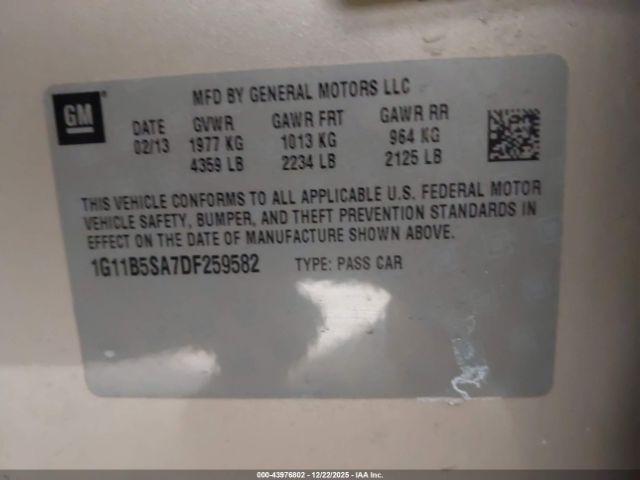 GM
MFD BY GENERAL MOTORS LLC
DATE GVWR GAWR FRT GAWR RR
02/13 1977 KG 1013 KG 964 KG
4359 LB 2234 LB 2125 LB
THIS VEHICLE CONFORMS TO ALL APPLICABLE U.S. FEDERAL MOTOR
VEHICLE SAFETY, BUMPER, AND THEFT PREVENTION STANDARDS IN
EFFECT ON THE DATE OF MANUFACTURE SHOWN ABOVE.
1G11B5SA7DF259582 TYPE: PASS CAR
000-43976802 - 12/22/2025 - IAA Inc.